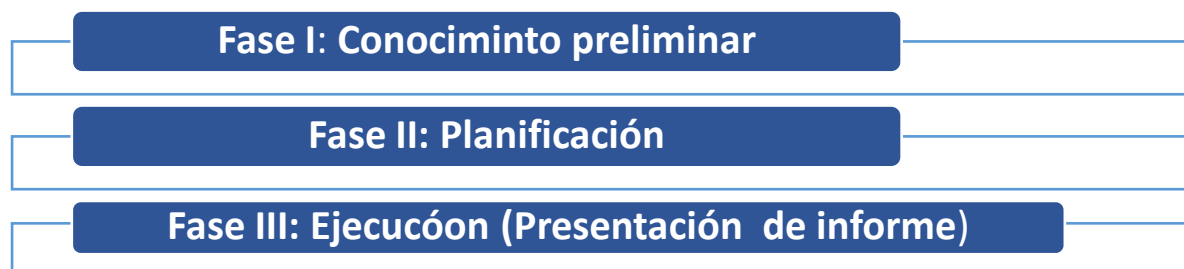 Fase I: Conociminto preliminar
Fase II: Planificación
Fase III: Ejecucóon (Presentación  de informe)